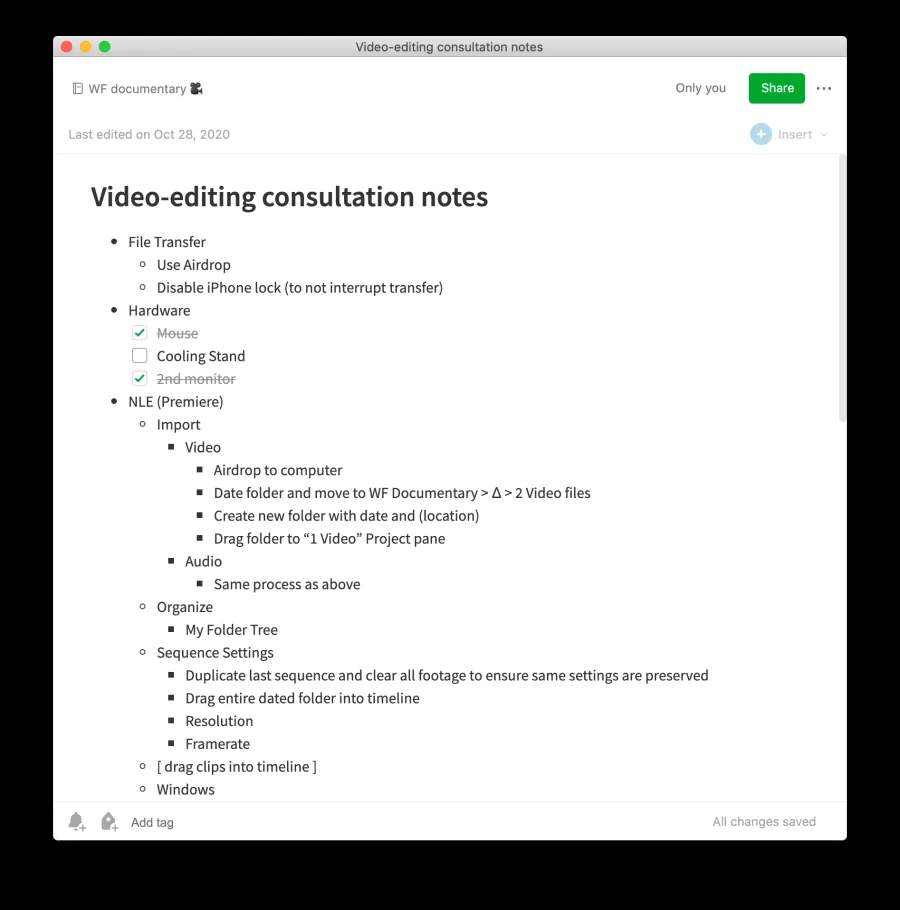 Video-editing consultation notes
WF documentary 🎥
Only you
Share
Last edited on Oct 28, 2020
Insert
Video-editing consultation notes
File Transfer
Use Airdrop
Disable iPhone lock (to not interrupt transfer)
Hardware
Mouse
Cooling Stand
2nd monitor
NLE (Premiere)
Import
Video
Airdrop to computer
Date folder and move to WF Documentary > Δ > 2 Video files
Create new folder with date and (location)
Drag folder to “1 Video” Project pane
Audio
Same process as above
Organize
My Folder Tree
Sequence Settings
Duplicate last sequence and clear all footage to ensure same settings are preserved
Drag entire dated folder into timeline
Resolution
Framerate
[ drag clips into timeline ]
Windows
Add tag
All changes saved